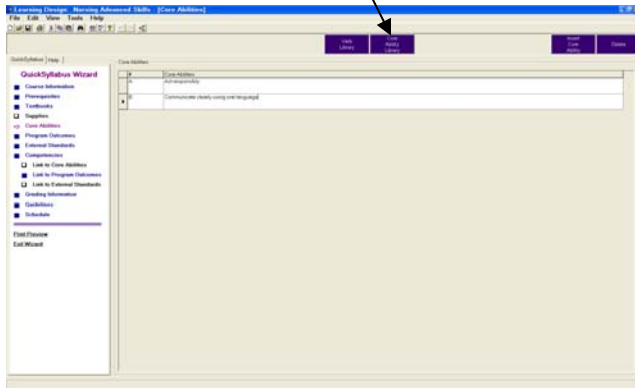 Learning Design: Nursing Advanced Skills - [Core Abilities]
File Edit View Tools Help
Verb Library
Core Ability Library
Insert Core Ability
Delete
QuickSyllabus Help
Core Abilities
QuickSyllabus Wizard
Course Information
Prerequisites
Textbooks
Supplies
Core Abilities
Program Outcomes
External Standards
Competencies
Link to Core Abilities
Link to Program Outcomes
Link to External Standards
Grading Information
Guidelines
Schedule
Print Preview
Exit Wizard
# Core Abilities
A Act responsibly
B Communicate clearly using oral language